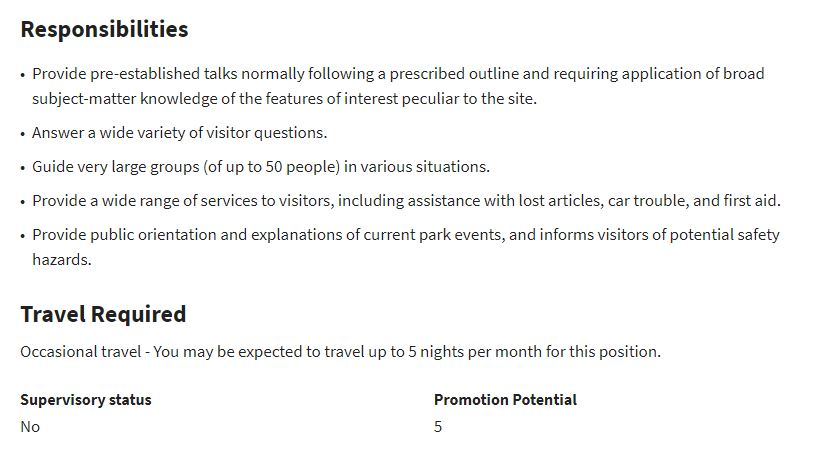 Responsibilities
• Provide pre-established talks normally following a prescribed outline and requiring application of broad
subject-matter knowledge of the features of interest peculiar to the site.
• Answer a wide variety of visitor questions.
• Guide very large groups (of up to 50 people) in various situations.
• Provide a wide range of services to visitors, including assistance with lost articles, car trouble, and first aid.
• Provide public orientation and explanations of current park events, and informs visitors of potential safety
hazards.
Travel Required
Occasional travel - You may be expected to travel up to 5 nights per month for this position.
Supervisory status
No
Promotion Potential
5